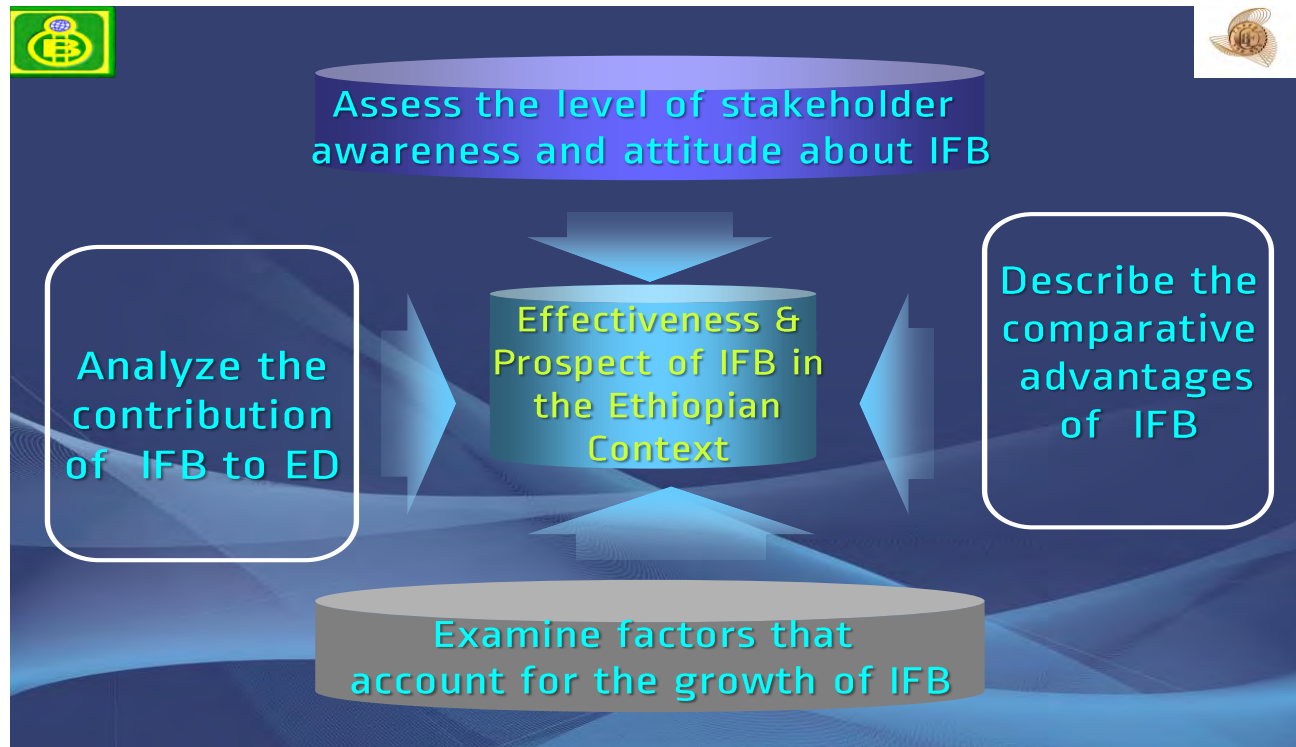 Assess the level of stakeholder
awareness and attitude about IFB
Analyze the
contribution
of IFB to ED
Effectiveness &
Prospect of IFB in
the Ethiopian
Context
Describe the
comparative
advantages
of IFB
Examine factors that
account for the growth of IFB